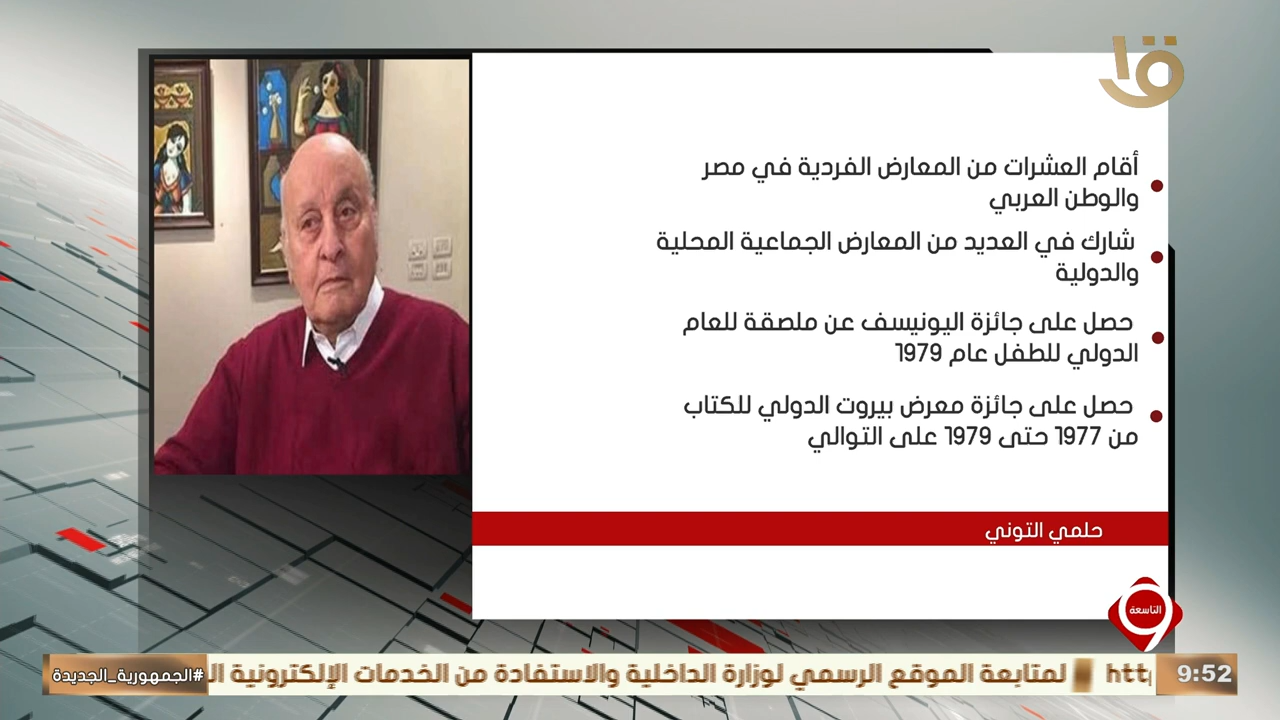 أقام العشرات من المعارض الفردية في مصر
والوطن العربي
شارك في العديد من المعارض الجماعية المحلية
والدولية
حصل على جائزة اليونيسف عن ملصقة للعام
الدولي للطفل عام 1979
حصل على جائزة معرض بيروت الدولي للكتاب
من 1977 حتى 1979 على التوالي
حلمي التوني
التاسعة
9
9:52
http لمتابعة الموقع الرسمي لوزارة الداخلية والاستفادة من الخدمات الإلكترونية
#الجمهورية_الجديدة